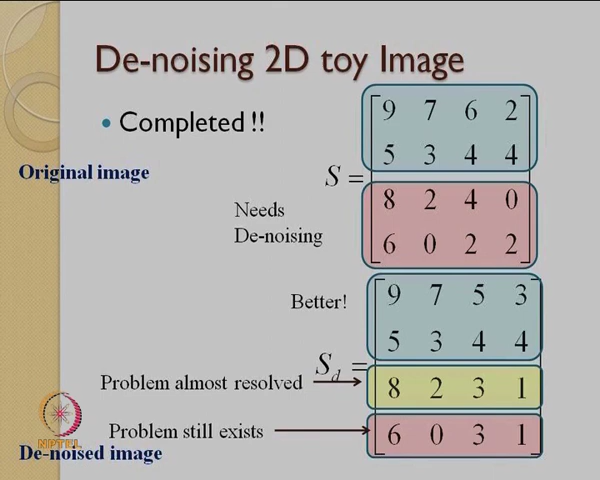 De-noising 2D toy Image
• Completed !!
Original image
S =
9 7 6 2
5 3 4 4
8 2 4 0
6 0 2 2
Needs
De-noising
Better!
S_d =
9 7 5 3
5 3 4 4
8 2 3 1
6 0 3 1
Problem almost resolved
Problem still exists
NPTEL
De-noised image